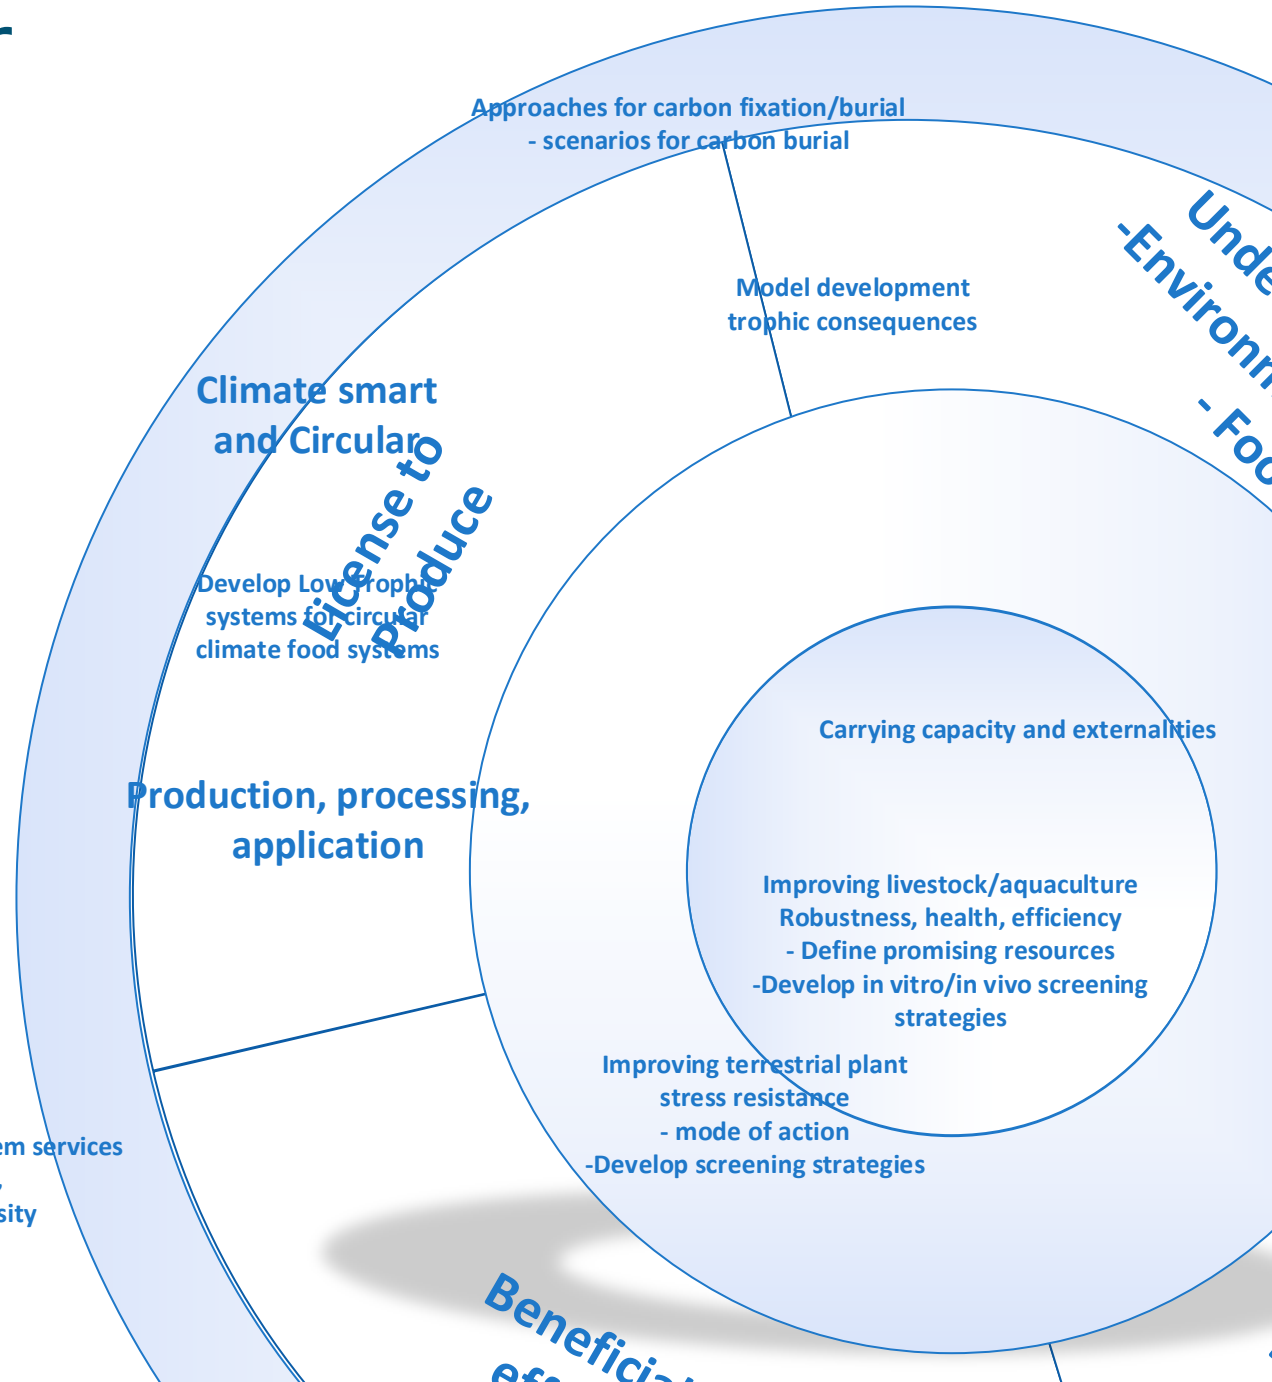 Approaches for carbon fixation/burial
- scenarios for carbon burial
Model development
trophic consequences
Climate smart
and Circular
License to
Produce
Develop Low Trophic
systems for circular
climate food systems
Carrying capacity and externalities
Production, processing,
application
Improving livestock/aquaculture
Robustness, health, efficiency
- Define promising resources
-Develop in vitro/in vivo screening
strategies
Improving terrestrial plant
stress resistance
- mode of action
-Develop screening strategies
services
Beneficial